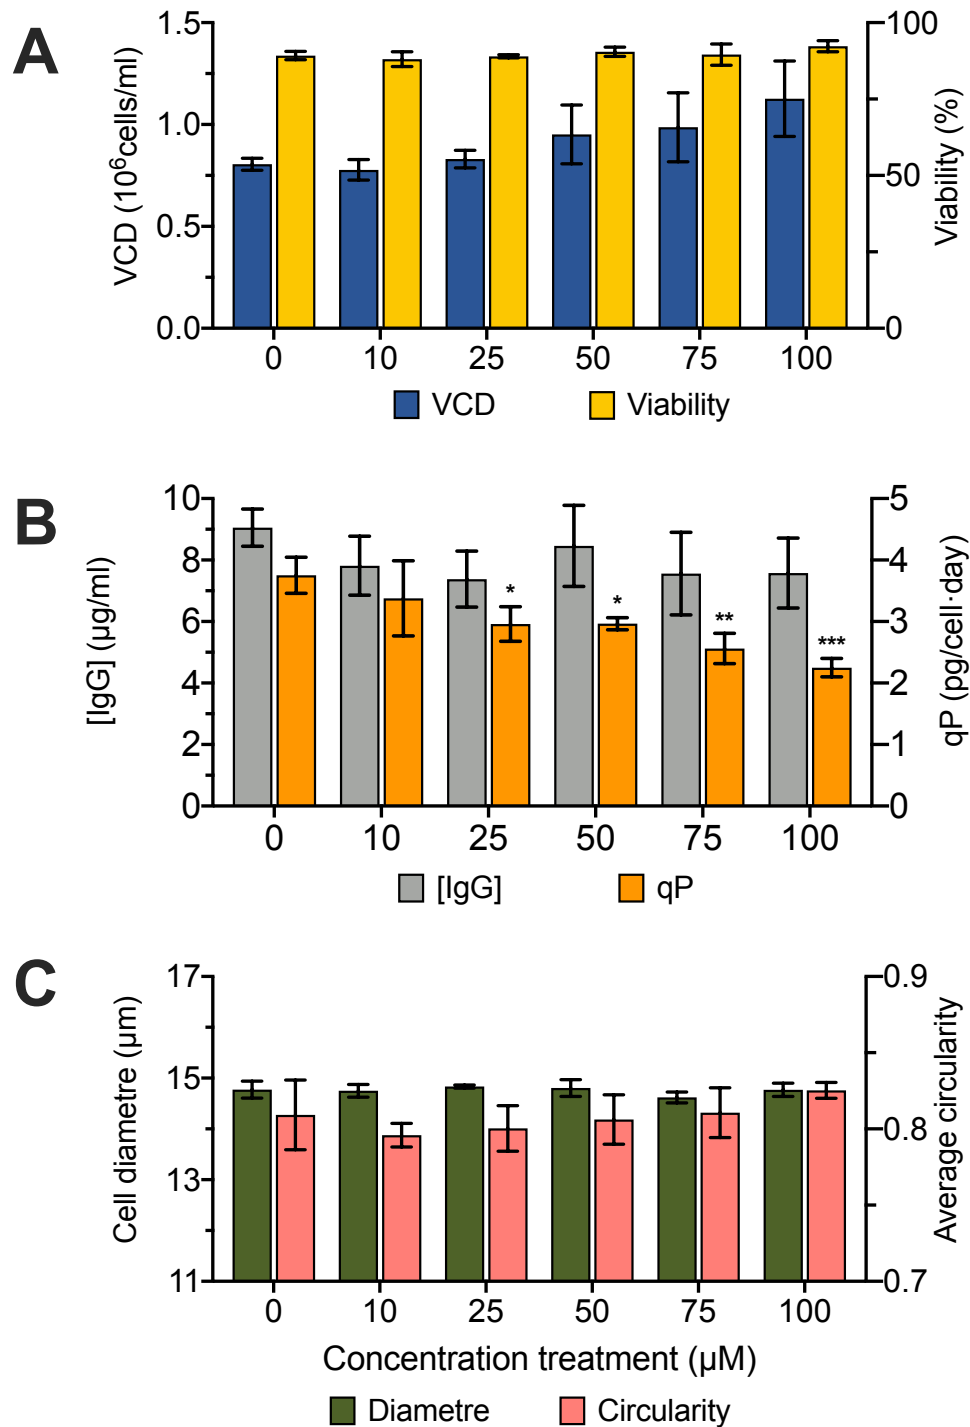 A
VCD (10⁶cells/ml)
1.5
1.0
0.5
0.0
100
50
0
Viability (%)
0 10 25 50 75 100
VCD Viability
B
[IgG] (µg/ml)
10
8
6
4
2
0
* * ** ***
5
4
3
2
1
0
qP (pg/cell·day)
0 10 25 50 75 100
[IgG] qP
C
Cell diametre (µm)
17
15
13
11
0.9
0.8
0.7
Average circularity
0 10 25 50 75 100
Concentration treatment (µM)
Diametre Circularity